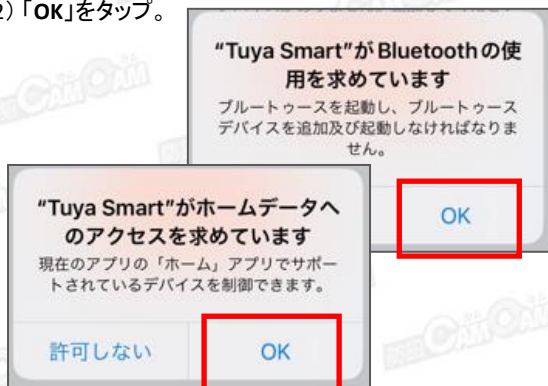 2)「OK」をタップ。
“Tuya Smart”がBluetoothの使
用を求めています
ブルートゥースを起動し、ブルートゥース
デバイスを追加及び起動しなければなりま
せん。
OK
“Tuya Smart”がホームデータへ
のアクセスを求めています
現在のアプリの「ホーム」アプリでサポー
トされているデバイスを制御できます。
許可しない
OK